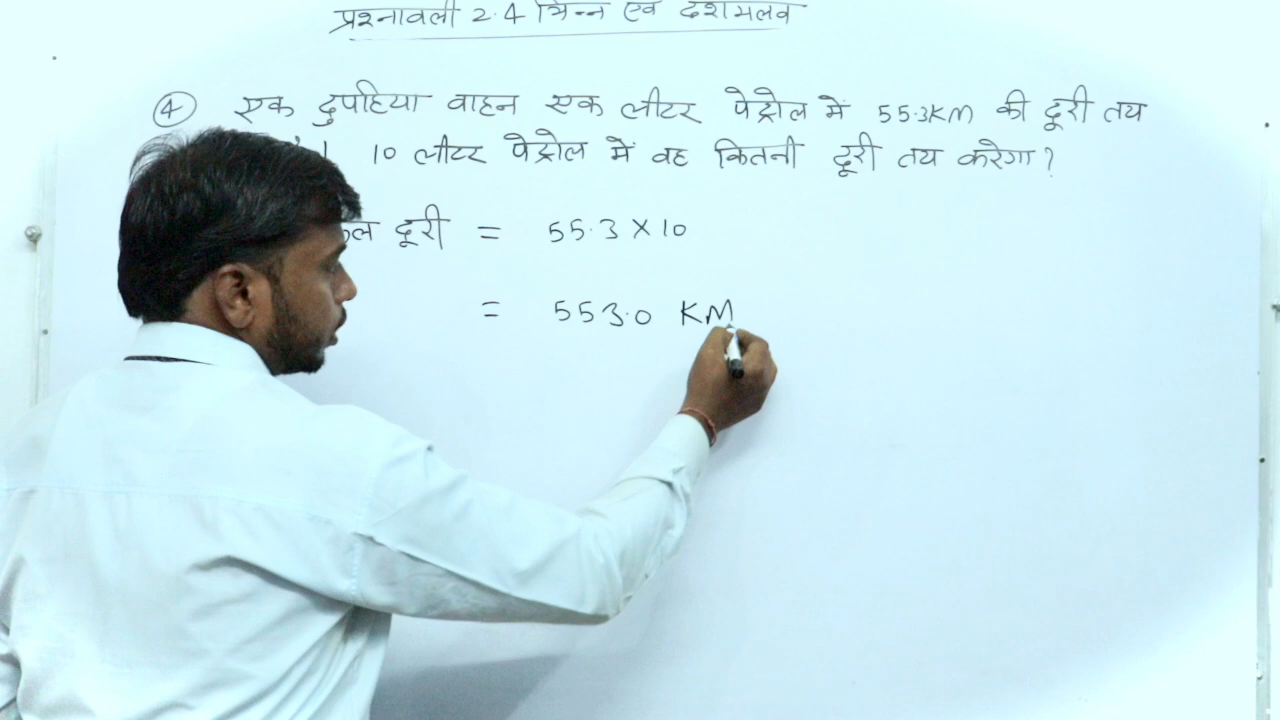 प्रश्नावली 2.4 भिन्न एवं दशमलव
④ एक दुपहिया वाहन एक लीटर पेट्रोल में 55.3KM की दूरी तय
10 लीटर पेट्रोल में वह कितनी दूरी तय करेगा?
दूरी = 55.3 X 10
= 553.0 KM